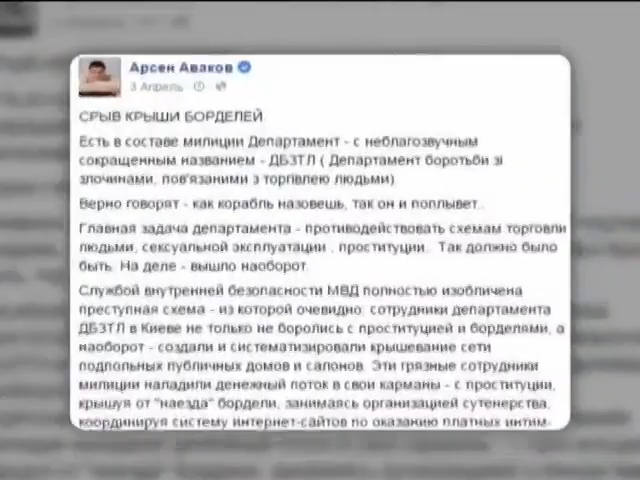 Арсен Аваков
3 Апрель
СРЫВ КРЫШИ БОРДЕЛЕЙ
Есть в составе милиции Департамент - с неблагозвучным
сокращенным названием - ДБЗТЛ ( Департамент боротьби зі
злочинами, пов'язаними з торгівлею людьми)
Верно говорят - как корабль назовешь, так он и поплывет..
Главная задача департамента - противодействовать схемам торговли
людьми, сексуальной эксплуатации , проституции. Так должно было
быть. На деле - вышло наоборот.
Службой внутренней безопасности МВД полностью изобличена
преступная схема - из которой очевидно: сотрудники департамента
ДБЗТЛ в Киеве не только не боролись с проституцией и борделями, а
наоборот - создали и систематизировали крышевание сети
подпольных публичных домов и салонов. Эти грязные сотрудники
милиции наладили денежный поток в свои карманы - с проституции,
крышуя от "наезда" бордели, занимаясь организацией сутенерства,
координируя систему интернет-сайтов по оказанию платных интим-